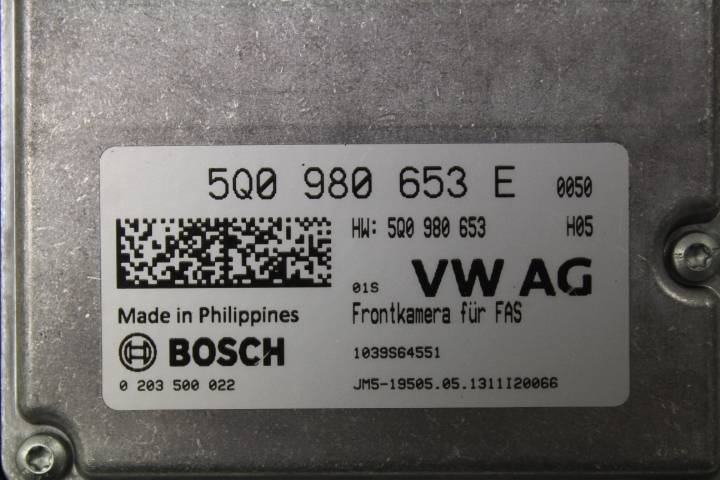 5Q0 980 653 E 0050
HW: 5Q0 980 653 H05
01S VW AG
Made in Philippines
Frontkamera für FAS
BOSCH
1039S64551
0 203 500 022
JM5-19505.05.1311I20066